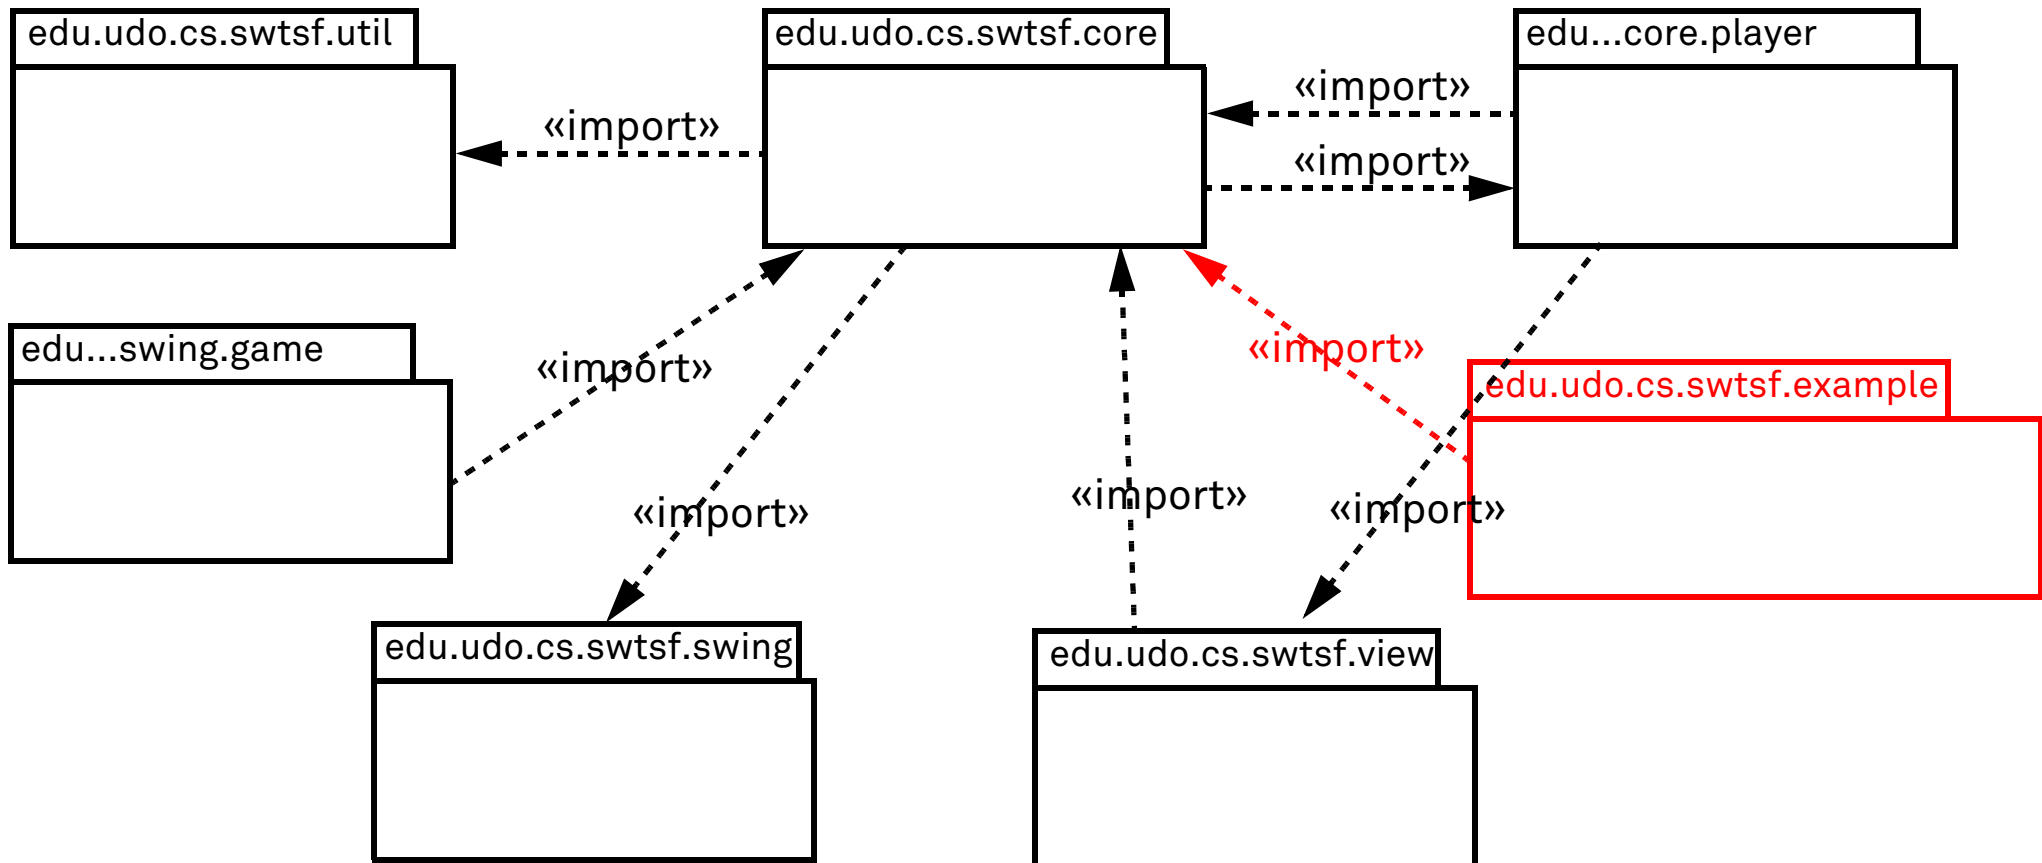 edu.udo.cs.swtsf.util
edu.udo.cs.swtsf.core
edu...core.player
«import»
«import»
«import»
edu...swing.game
«import»
«import»
edu.udo.cs.swtsf.example
«import»
«import»
«import»
edu.udo.cs.swtsf.swing
edu.udo.cs.swtsf.view